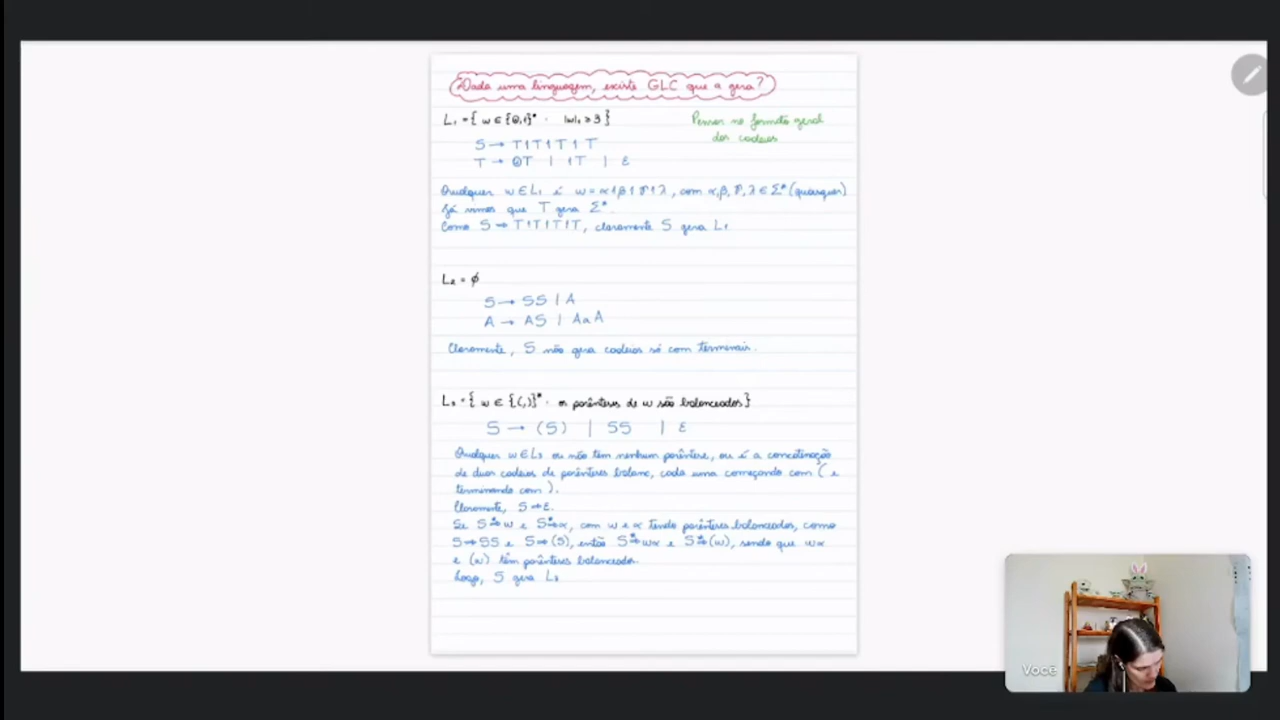 Dada uma linguagem, existe GLC que a gera?
L₁ = { w ∈ {0,1}* : |w|₁ ≥ 3 }
Pensar no formato geral
das cadeias
S → T1T1T1T
T → 0T | 1T | ε
Qualquer w ∈ L₁ é w = α1β1γ1λ, com α, β, γ, λ ∈ Σ* (quaisquer)
Já vimos que T gera Σ*.
Como S → T1T1T1T, claramente S gera L₁
L₂ = ∅
S → SS | A
A → AS | AaA
Claramente, S não gera cadeias só com terminais.
L₃ = { w ∈ {(,)}* : os parênteses de w são balanceados }
S → (S) | SS | ε
Qualquer w ∈ L₃ ou não tem nenhum parêntese, ou é a concatenação
de duas cadeias de parênteses balanc, cada uma começando com ( e
terminando com ).
Claramente, S ⇒ ε.
Se S ⇒* w e S ⇒* α, com w e α tendo parênteses balanceados, como
S → SS e S → (S), então S ⇒* wα e S ⇒* (w), sendo que wα
e (w) têm parênteses balanceados.
Logo, S gera L₃
Você